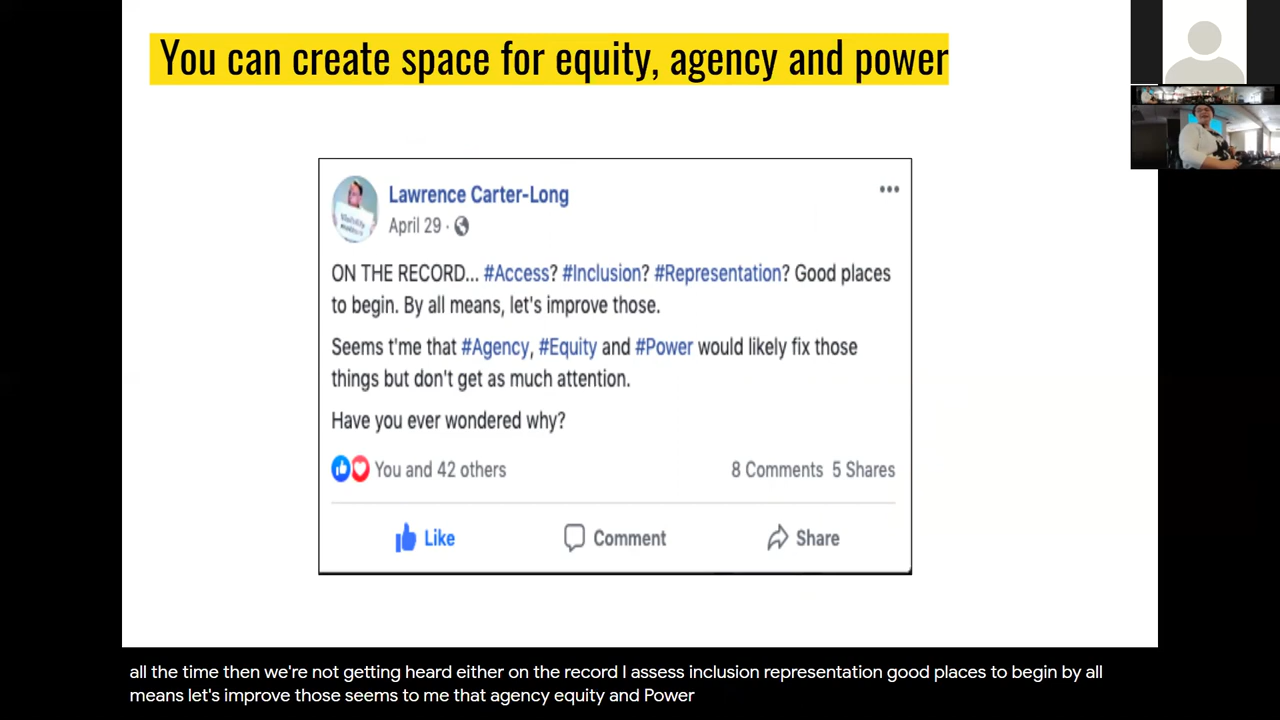 You can create space for equity, agency and power
Lawrence Carter-Long
April 29 ·
ON THE RECORD... #Access? #Inclusion? #Representation? Good places
to begin. By all means, let's improve those.
Seems t'me that #Agency, #Equity and #Power would likely fix those
things but don't get as much attention.
Have you ever wondered why?
You and 42 others
8 Comments 5 Shares
Like
Comment
Share
all the time then we're not getting heard either on the record I assess inclusion representation good places to begin by all
means let's improve those seems to me that agency equity and Power